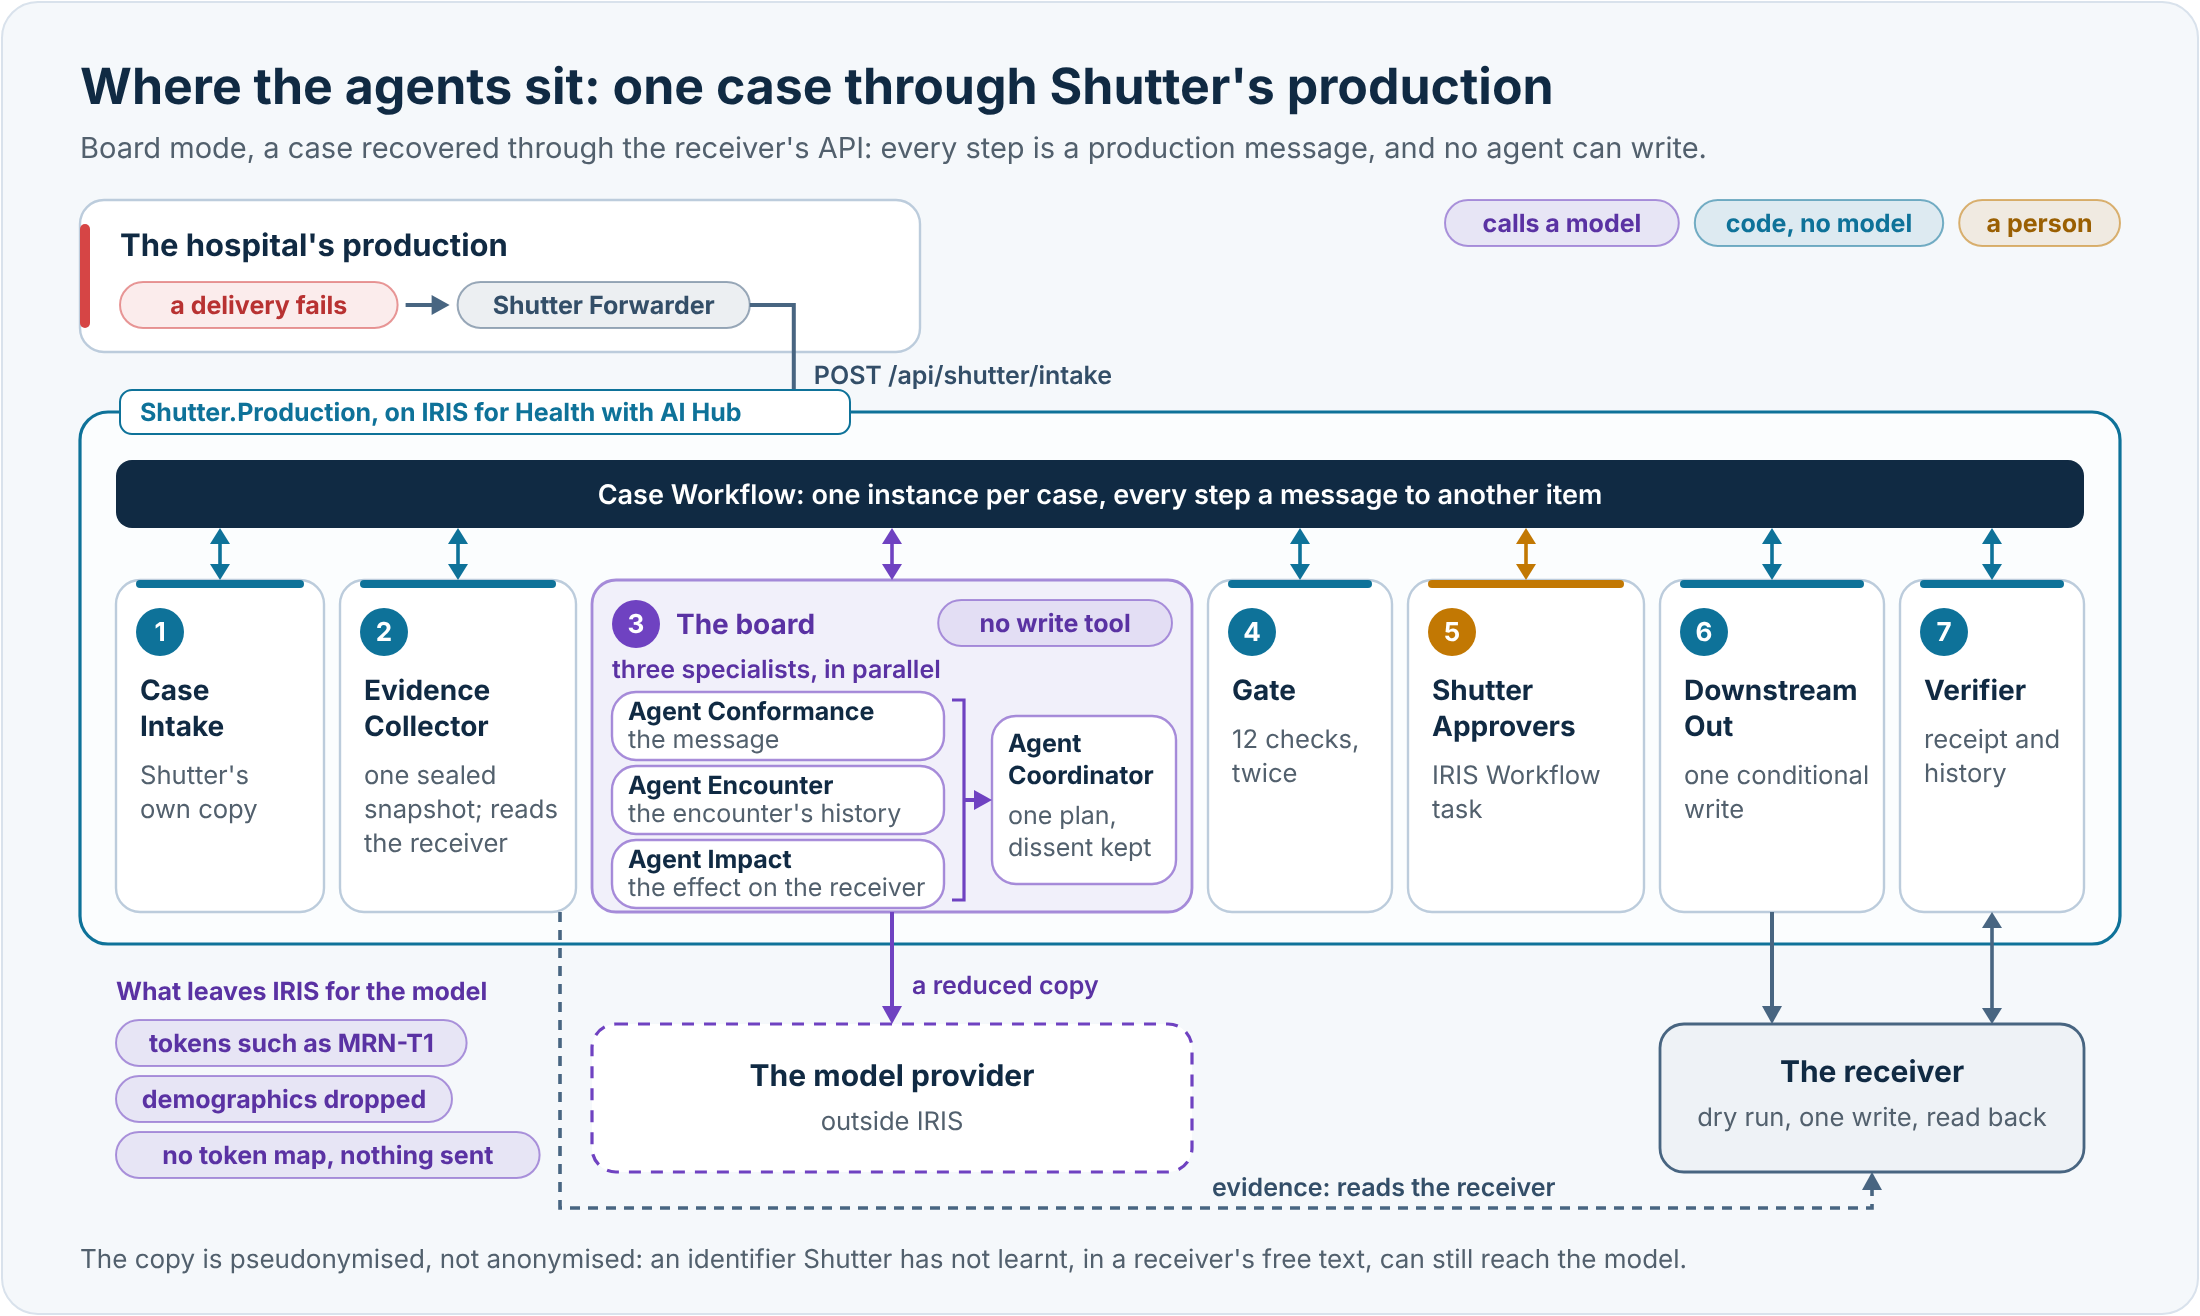 Where the agents sit: one case through Shutter's production
Board mode, a case recovered through the receiver's API: every step is a production message, and no agent can write.
The hospital's production
a delivery fails
Shutter Forwarder
calls a model
code, no model
a person
POST /api/shutter/intake
Shutter.Production, on IRIS for Health with AI Hub
Case Workflow: one instance per case, every step a message to another item
1
Case
Intake
Shutter's
own copy
2
Evidence
Collector
one sealed
snapshot; reads
the receiver
3
The board
no write tool
three specialists, in parallel
Agent Conformance
the message
Agent Encounter
the encounter's history
Agent Impact
the effect on the receiver
Agent
Coordinator
one plan,
dissent kept
4
Gate
12 checks,
twice
5
Shutter
Approvers
IRIS Workflow
task
6
Downstream
Out
one conditional
write
7
Verifier
receipt and
history
What leaves IRIS for the model
tokens such as MRN-T1
demographics dropped
no token map, nothing sent
a reduced copy
The model provider
outside IRIS
The receiver
dry run, one write, read back
evidence: reads the receiver
The copy is pseudonymised, not anonymised: an identifier Shutter has not learnt, in a receiver's free text, can still reach the model.